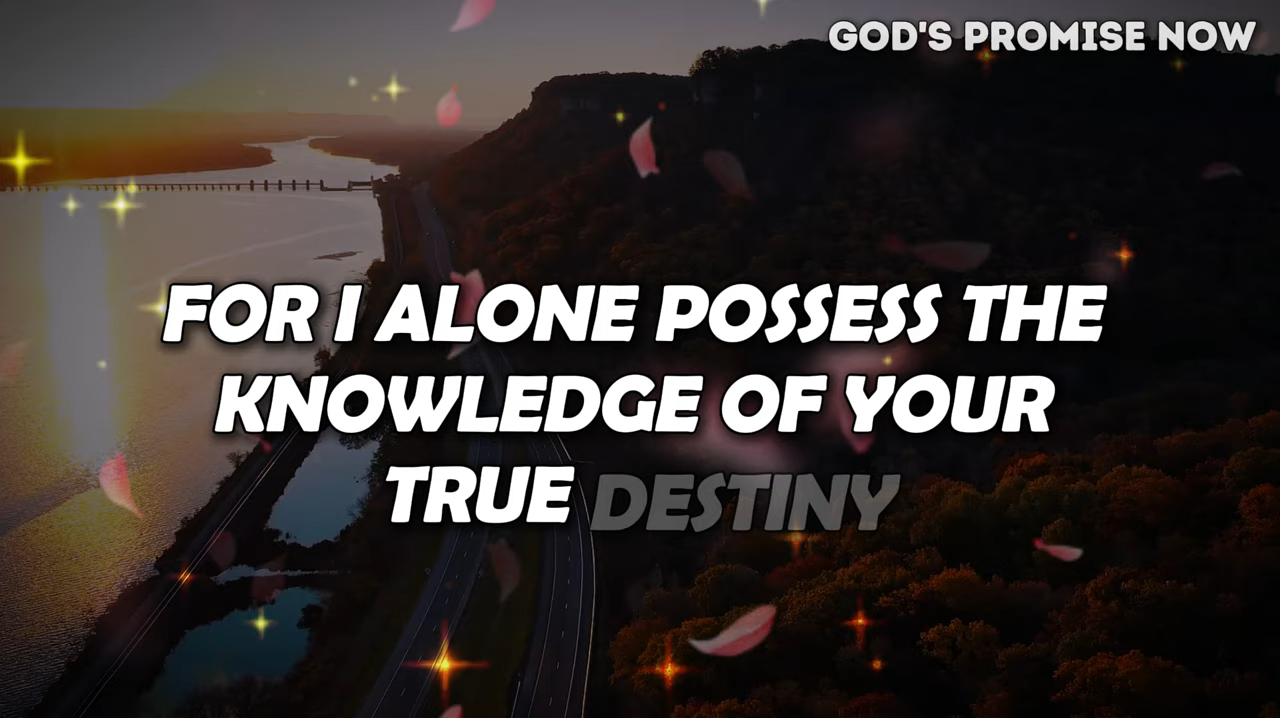 GOD'S PROMISE NOW
FOR I ALONE POSSESS THE
KNOWLEDGE OF YOUR
TRUE DESTINY